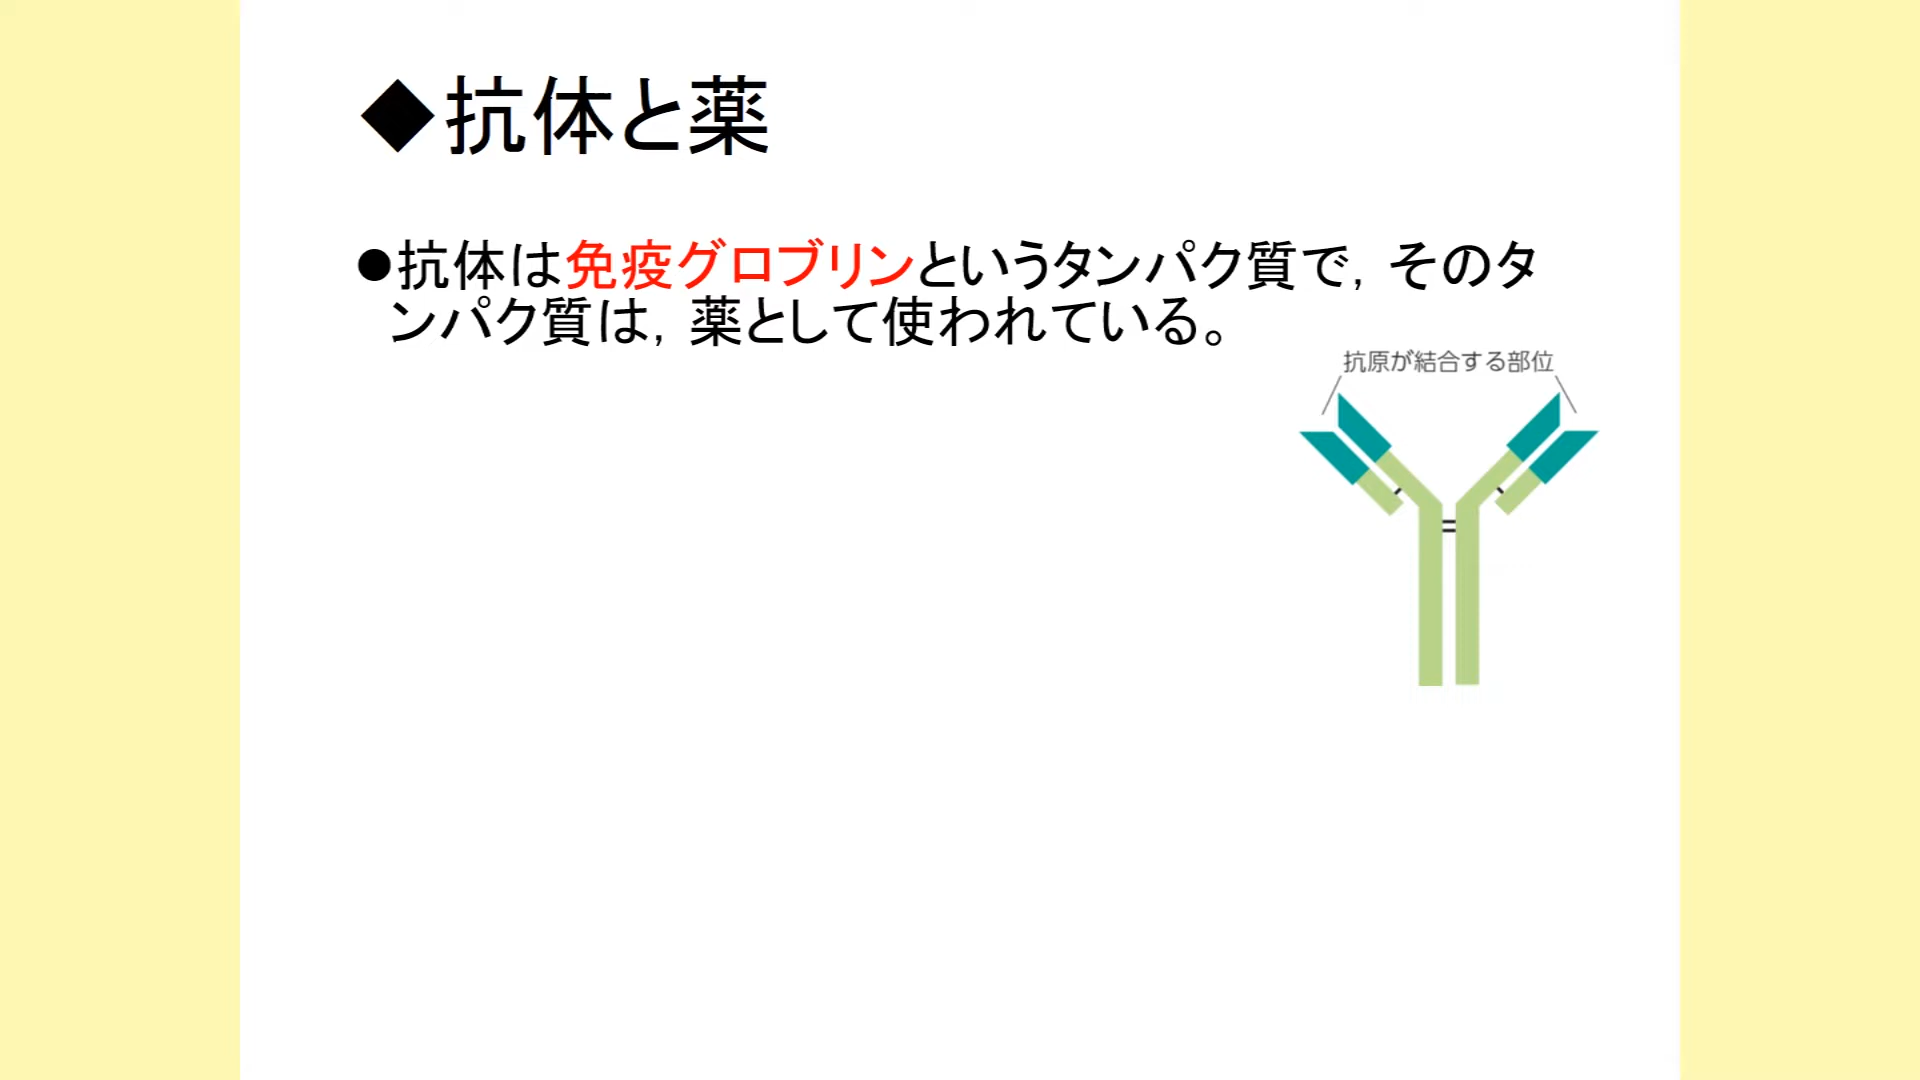 ◆抗体と薬
●抗体は免疫グロブリンというタンパク質で，そのタ
ンパク質は，薬として使われている。
抗原が結合する部位